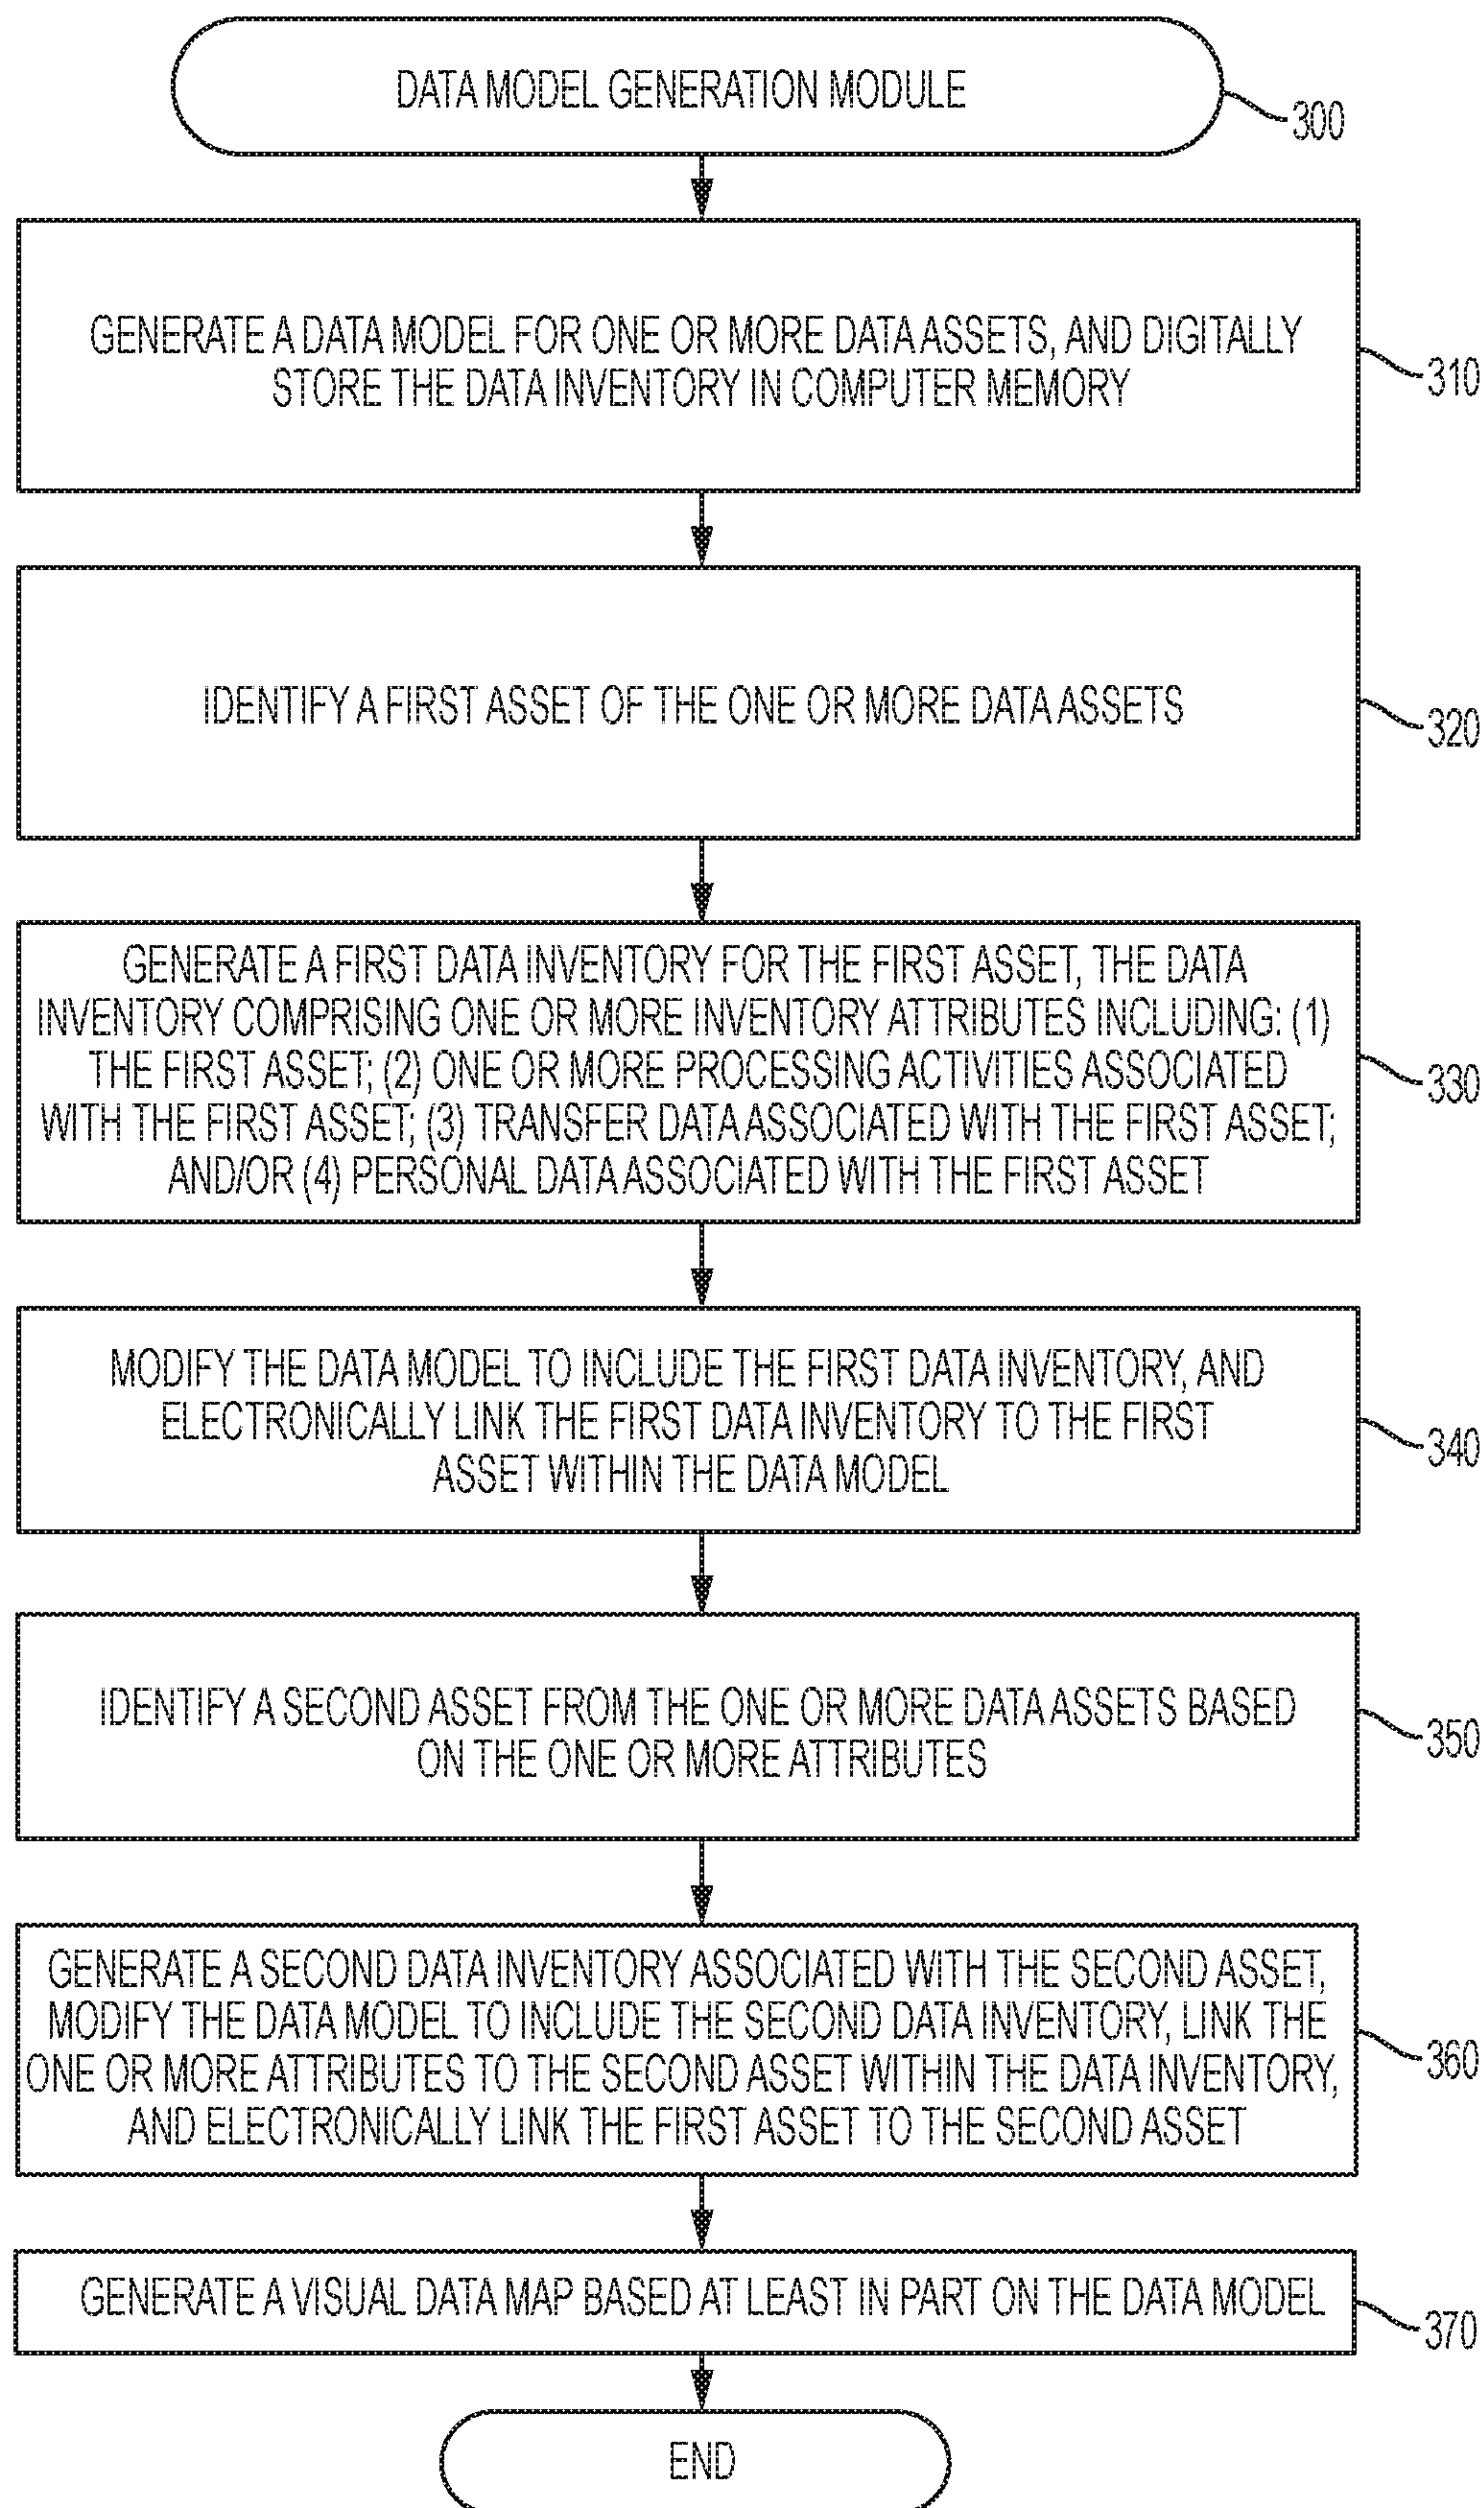 DATA MODEL GENERATION MODULE
300
GENERATE A DATA MODEL FOR ONE OR MORE DATA ASSETS, AND DIGITALLY
STORE THE DATA INVENTORY IN COMPUTER MEMORY
310
IDENTIFY A FIRST ASSET OF THE ONE OR MORE DATA ASSETS
320
GENERATE A FIRST DATA INVENTORY FOR THE FIRST ASSET, THE DATA
INVENTORY COMPRISING ONE OR MORE INVENTORY ATTRIBUTES INCLUDING: (1)
THE FIRST ASSET; (2) ONE OR MORE PROCESSING ACTIVITIES ASSOCIATED
WITH THE FIRST ASSET; (3) TRANSFER DATA ASSOCIATED WITH THE FIRST ASSET;
AND/OR (4) PERSONAL DATA ASSOCIATED WITH THE FIRST ASSET
330
MODIFY THE DATA MODEL TO INCLUDE THE FIRST DATA INVENTORY, AND
ELECTRONICALLY LINK THE FIRST DATA INVENTORY TO THE FIRST
ASSET WITHIN THE DATA MODEL
340
IDENTIFY A SECOND ASSET FROM THE ONE OR MORE DATA ASSETS BASED
ON THE ONE OR MORE ATTRIBUTES
350
GENERATE A SECOND DATA INVENTORY ASSOCIATED WITH THE SECOND ASSET,
MODIFY THE DATA MODEL TO INCLUDE THE SECOND DATA INVENTORY, LINK THE
ONE OR MORE ATTRIBUTES TO THE SECOND ASSET WITHIN THE DATA INVENTORY,
AND ELECTRONICALLY LINK THE FIRST ASSET TO THE SECOND ASSET
360
GENERATE A VISUAL DATA MAP BASED AT LEAST IN PART ON THE DATA MODEL
370
END